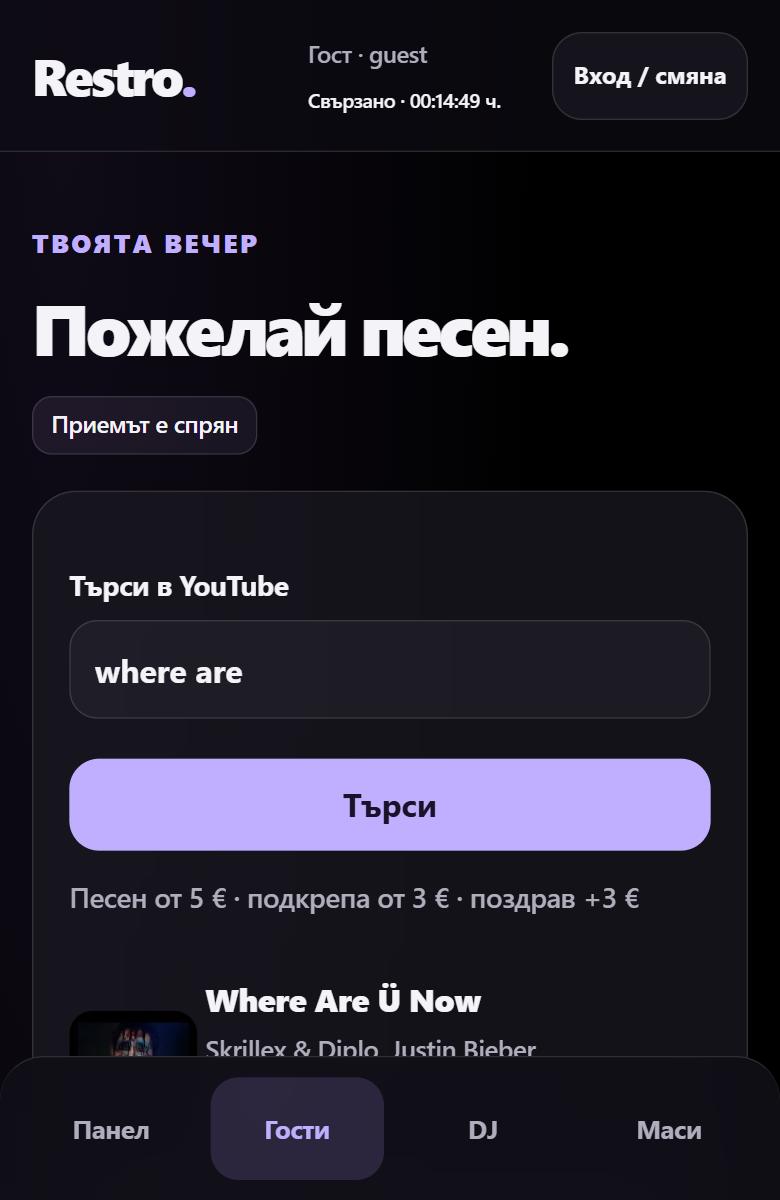 Restro.
Гост · guest
Свързано · 00:14:49 ч.
Вход / смяна
ТВОЯТА ВЕЧЕР
Пожелай песен.
Приемът е спрян
Търси в YouTube
where are
Търси
Песен от 5 € · подкрепа от 3 € · поздрав +3 €
Where Are Ü Now
Skrillex & Diplo, Justin Bieber
Панел
Гости
DJ
Маси